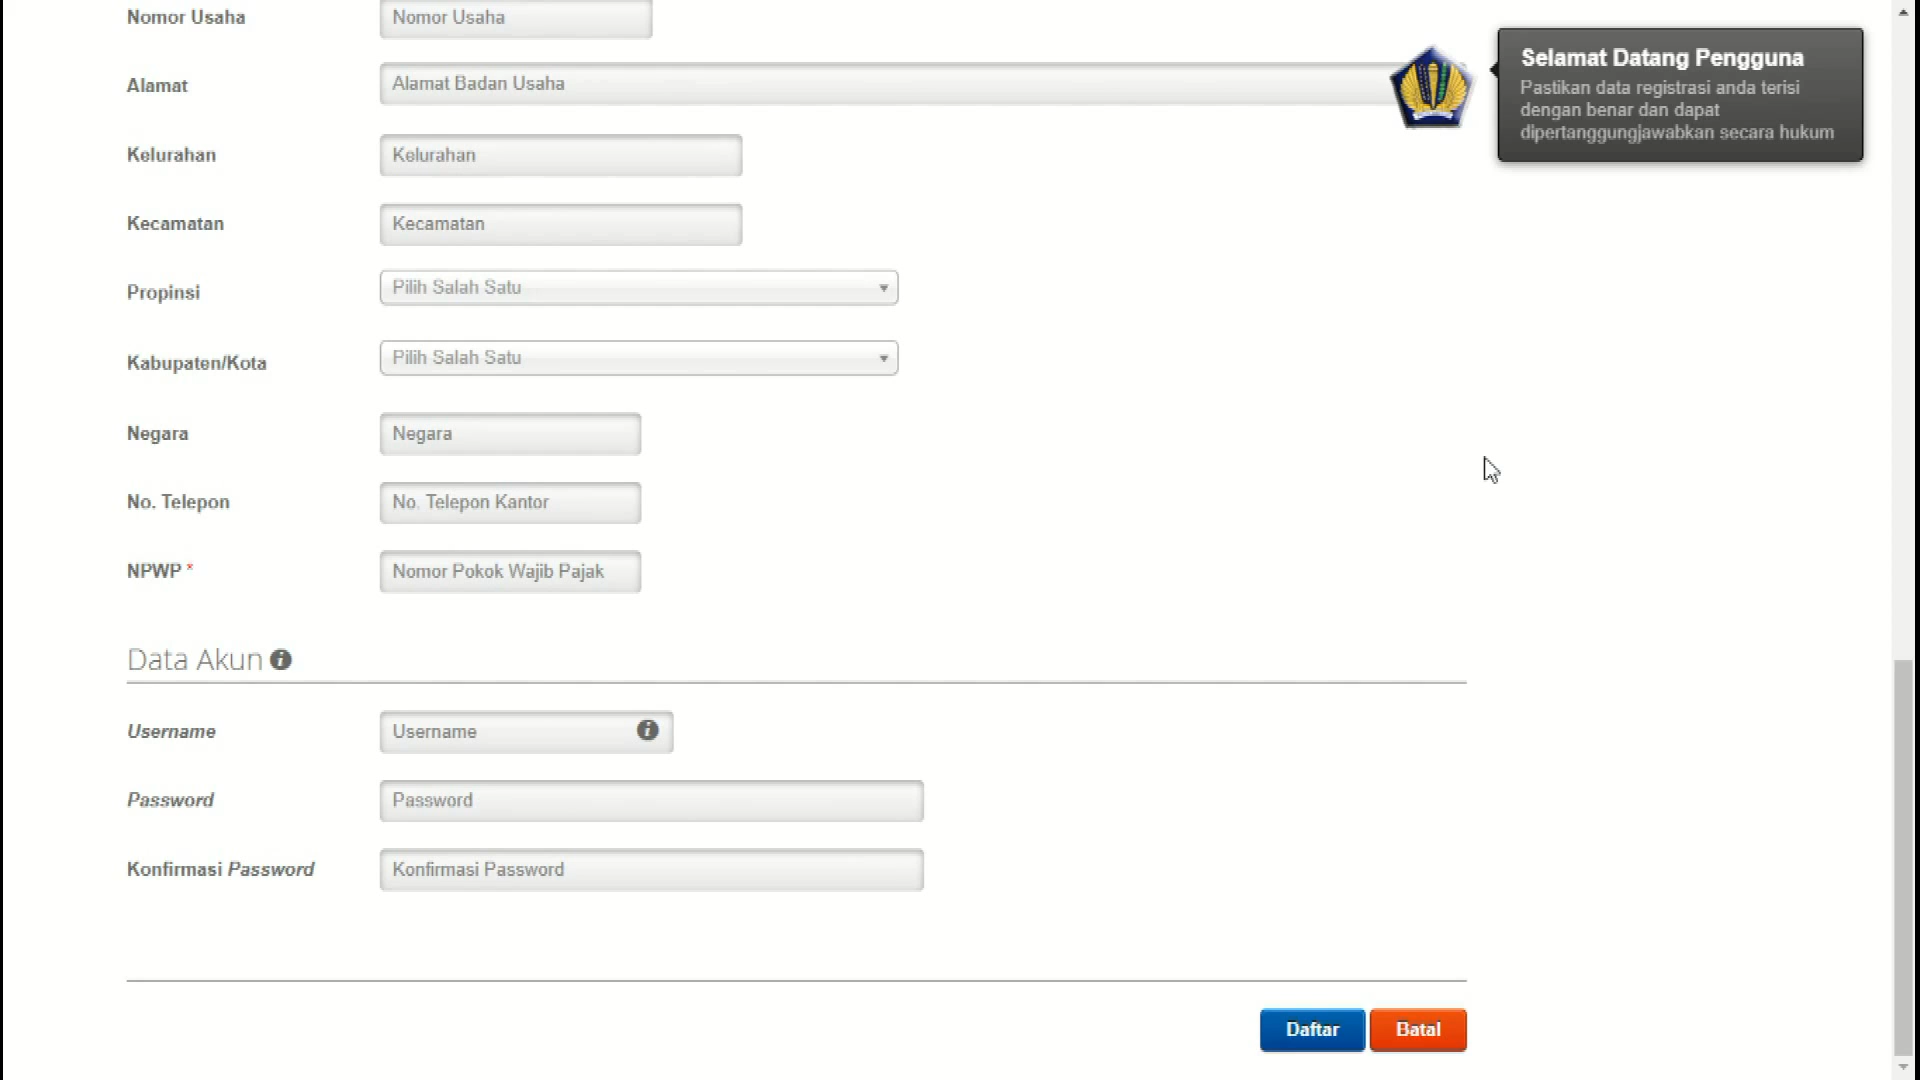 Nomor Usaha
Nomor Usaha
Alamat
Alamat Badan Usaha
Selamat Datang Pengguna
Pastikan data registrasi anda terisi
dengan benar dan dapat
dipertanggungjawabkan secara hukum
Kelurahan
Kelurahan
Kecamatan
Kecamatan
Propinsi
Pilih Salah Satu
Kabupaten/Kota
Pilih Salah Satu
Negara
Negara
No. Telepon
No. Telepon Kantor
NPWP *
Nomor Pokok Wajib Pajak
Data Akun
Username
Username
Password
Password
Konfirmasi Password
Konfirmasi Password
Daftar
Batal